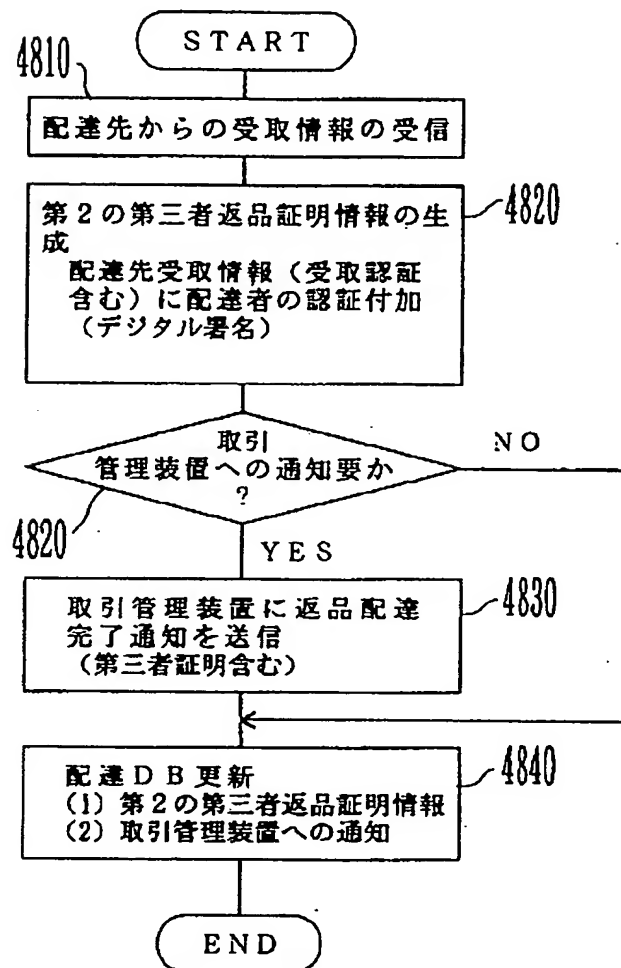 START
4810
配達先からの受取情報の受信
4820
第2の第三者返品証明情報の生
成
配達先受取情報（受取認証
含む）に配達者の認証付加
（デジタル署名）
取引
管理装置への通知要か
?
NO
4820
YES
4830
取引管理装置に返品配達
完了通知を送信
（第三者証明含む）
4840
配達DB更新
(1) 第2の第三者返品証明情報
(2) 取引管理装置への通知
END